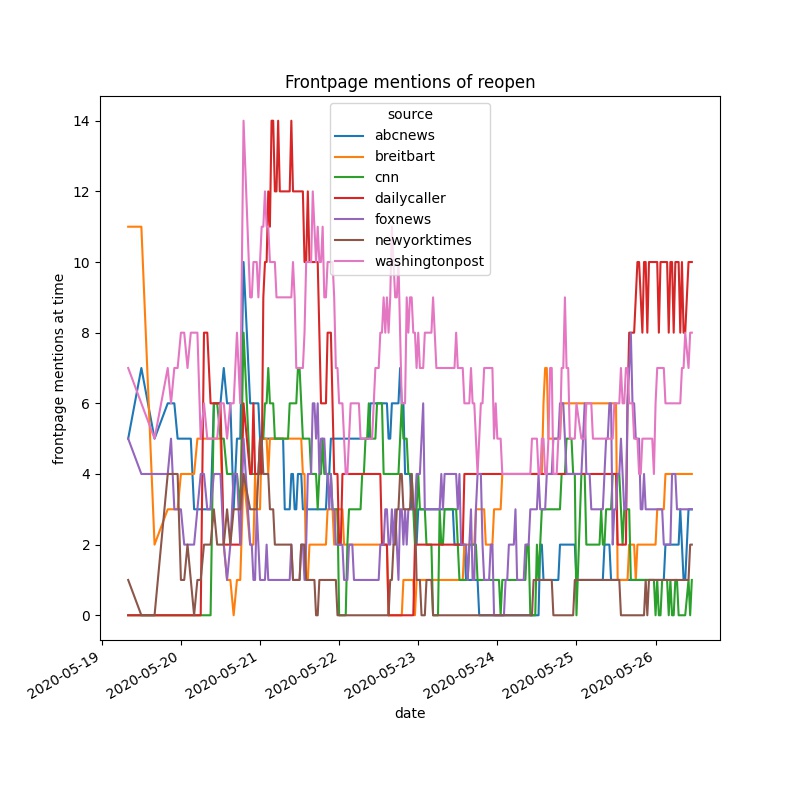 Frontpage mentions of reopen
source
abcnews
breitbart
cnn
dailycaller
foxnews
newyorktimes
washingtonpost
frontpage mentions at time
14
12
10
8
6
4
2
0
2020-05-19
2020-05-20
2020-05-21
2020-05-22
2020-05-23
2020-05-24
2020-05-25
2020-05-26
date